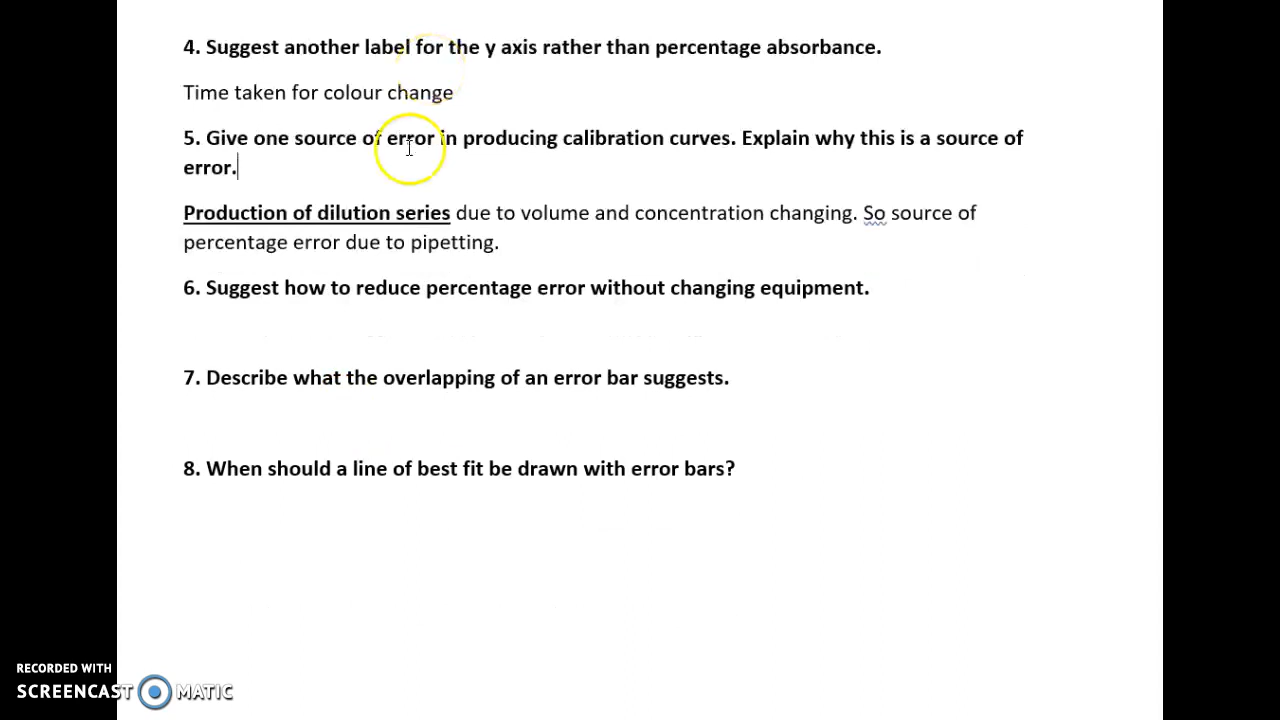 4. Suggest another label for the y axis rather than percentage absorbance.
Time taken for colour change
5. Give one source of error in producing calibration curves. Explain why this is a source of
error.
Production of dilution series due to volume and concentration changing. So source of
percentage error due to pipetting.
6. Suggest how to reduce percentage error without changing equipment.
7. Describe what the overlapping of an error bar suggests.
8. When should a line of best fit be drawn with error bars?
RECORDED WITH
SCREENCAST MATIC